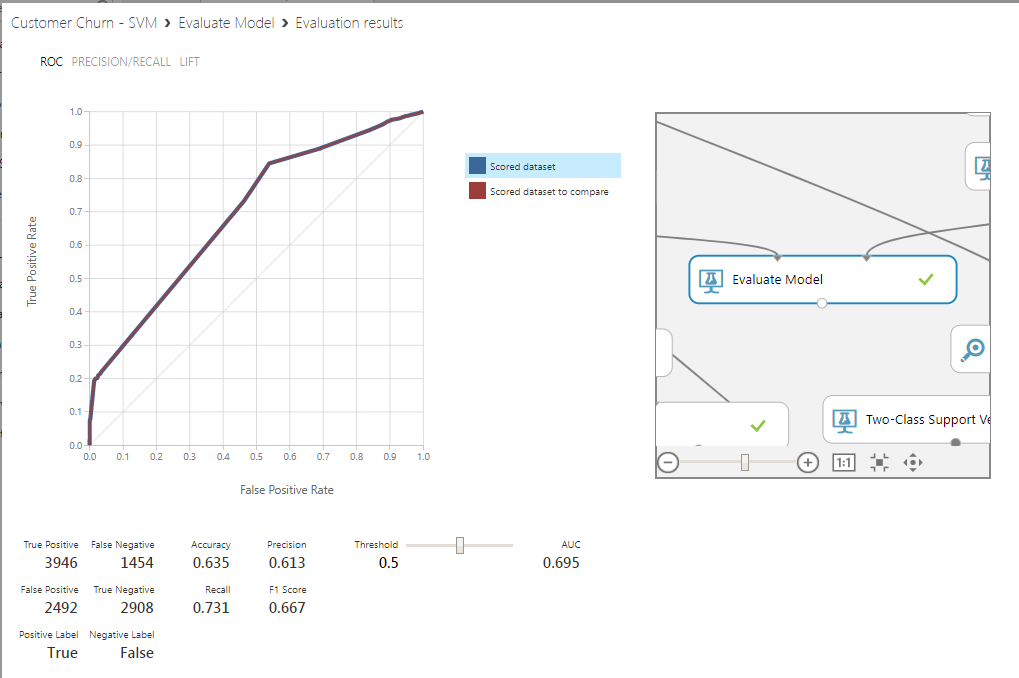 Customer Churn - SVM › Evaluate Model › Evaluation results
ROC PRECISION/RECALL LIFT
1.0
0.9
0.8
0.7
0.6
0.5
0.4
0.3
0.2
0.1
0.0
True Positive Rate
0.0 0.1 0.2 0.3 0.4 0.5 0.6 0.7 0.8 0.9 1.0
False Positive Rate
Scored dataset
Scored dataset to compare
Evaluate Model
Two-Class Support Ve
1:1
True Positive False Negative Accuracy Precision Threshold AUC
3946 1454 0.635 0.613 0.5 0.695
False Positive True Negative Recall F1 Score
2492 2908 0.731 0.667
Positive Label Negative Label
True False